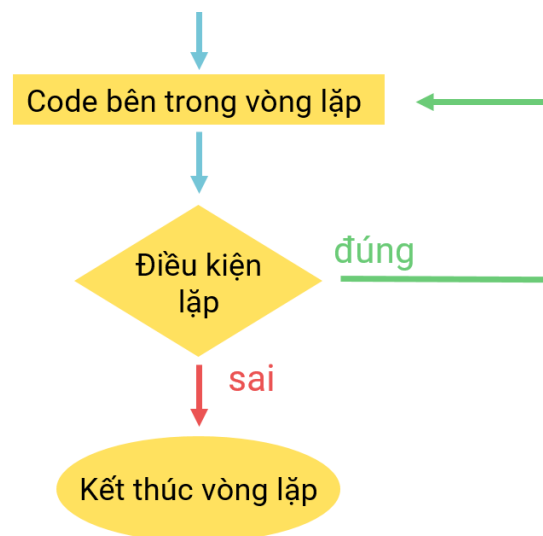 Code bên trong vòng lặp
Điều kiện
lặp
đúng
sai
Kết thúc vòng lặp